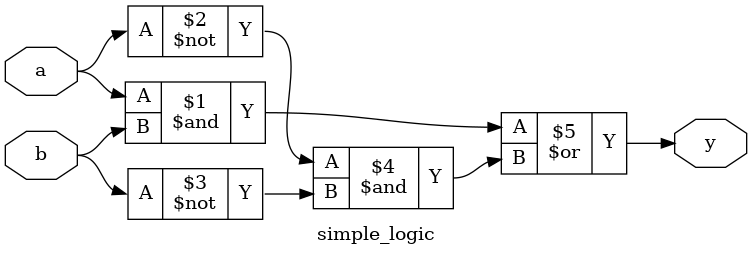 A $2 Y
$not
a
A $1 Y
B $and
A $5 Y
B $or
y
b
A $4 Y
B $and
A $3 Y
$not
simple_logic